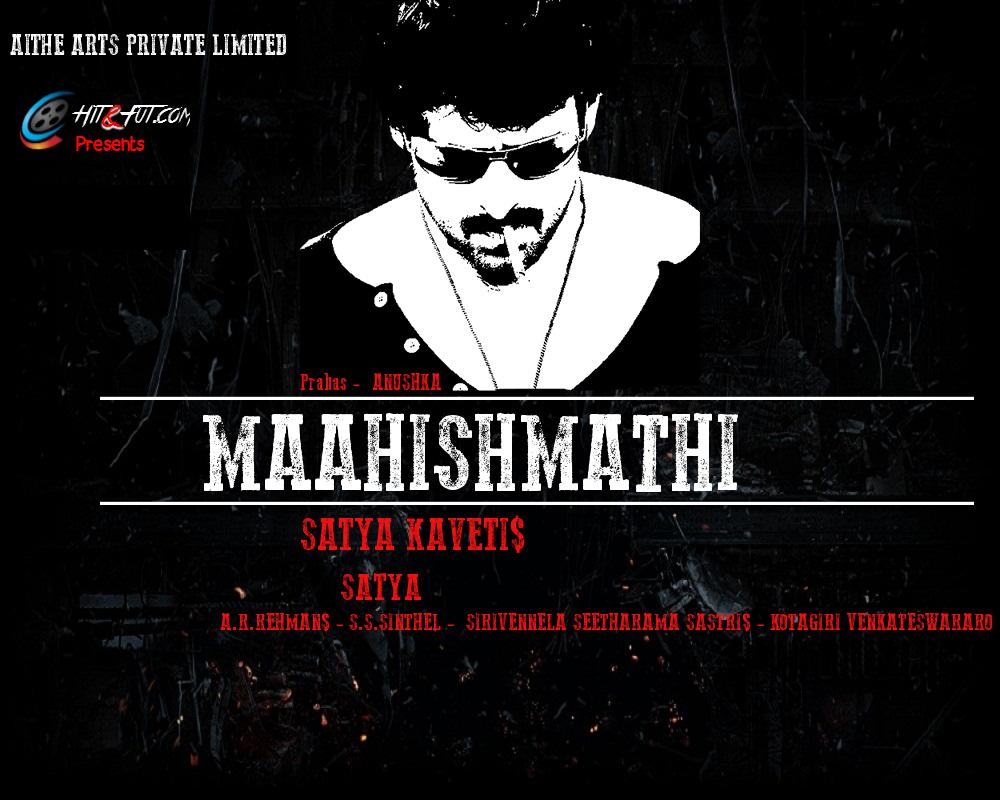 AITHE ARTS PRIVATE LIMITED
HIT&FUT.COM
Presents
Prabas - ANUSHKA
MAAHISHMATHI
SATYA KAVETI$
SATYA
A.R.REHMAN$ - S.S.SINTHEL - SIRIVENNELA SEETHARAMA SASTRI$ - KOTAGIRI VENKATESWARARO